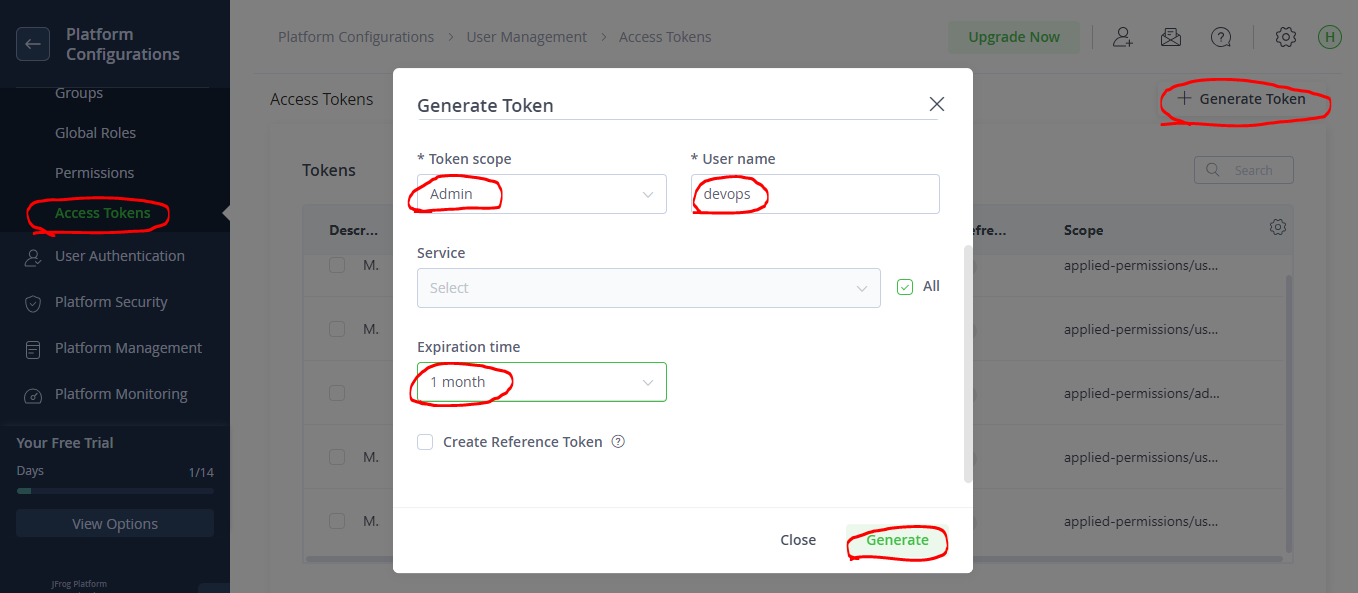 Platform
Configurations
Groups
Global Roles
Permissions
Access Tokens
User Authentication
Platform Security
Platform Management
Platform Monitoring
Your Free Trial
Days 1/14
View Options
JFrog Platform
Platform Configurations > User Management > Access Tokens
Upgrade Now
H
Access Tokens
+ Generate Token
Tokens
Search
Descr... efre... Scope
M. applied-permissions/us...
M. applied-permissions/us...
applied-permissions/ad...
M. applied-permissions/us...
M. applied-permissions/us...
Generate Token
* Token scope * User name
Admin devops
Service
Select All
Expiration time
1 month
Create Reference Token ?
Close Generate